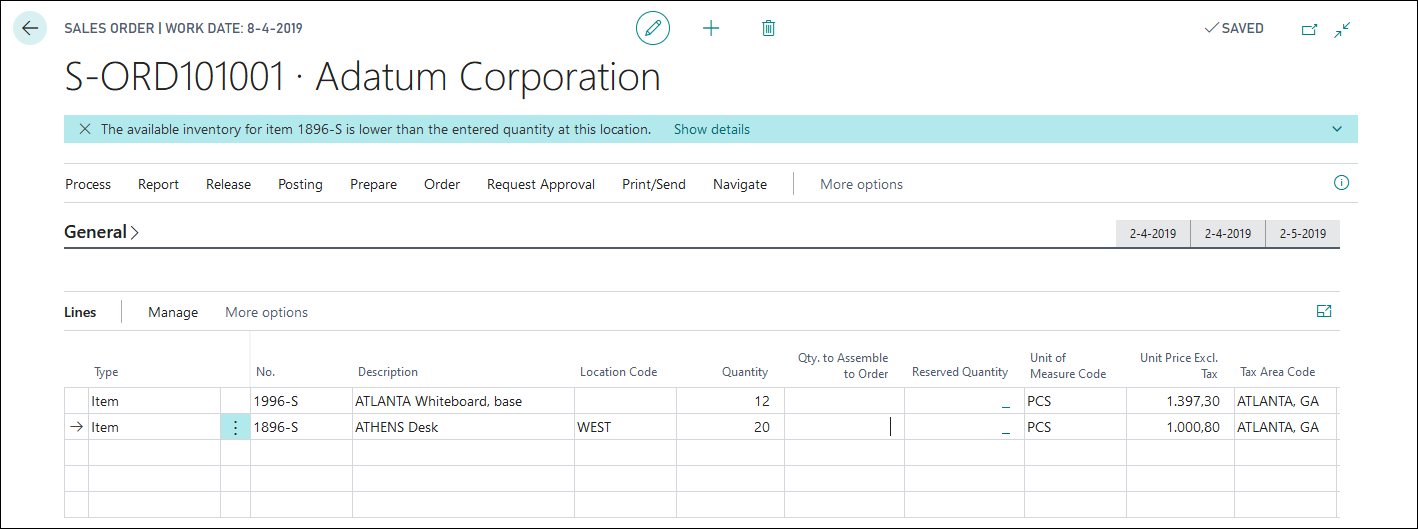 SALES ORDER | WORK DATE: 8-4-2019
SAVED
S-ORD101001 · Adatum Corporation
The available inventory for item 1896-S is lower than the entered quantity at this location. Show details
Process Report Release Posting Prepare Order Request Approval Print/Send Navigate More options
General
2-4-2019 2-4-2019 2-5-2019
Lines Manage More options
Type No. Description Location Code Quantity Qty. to Assemble to Order Reserved Quantity Unit of Measure Code Unit Price Excl. Tax Tax Area Code
Item 1996-S ATLANTA Whiteboard, base 12 _ PCS 1.397,30 ATLANTA, GA
Item 1896-S ATHENS Desk WEST 20 _ PCS 1.000,80 ATLANTA, GA